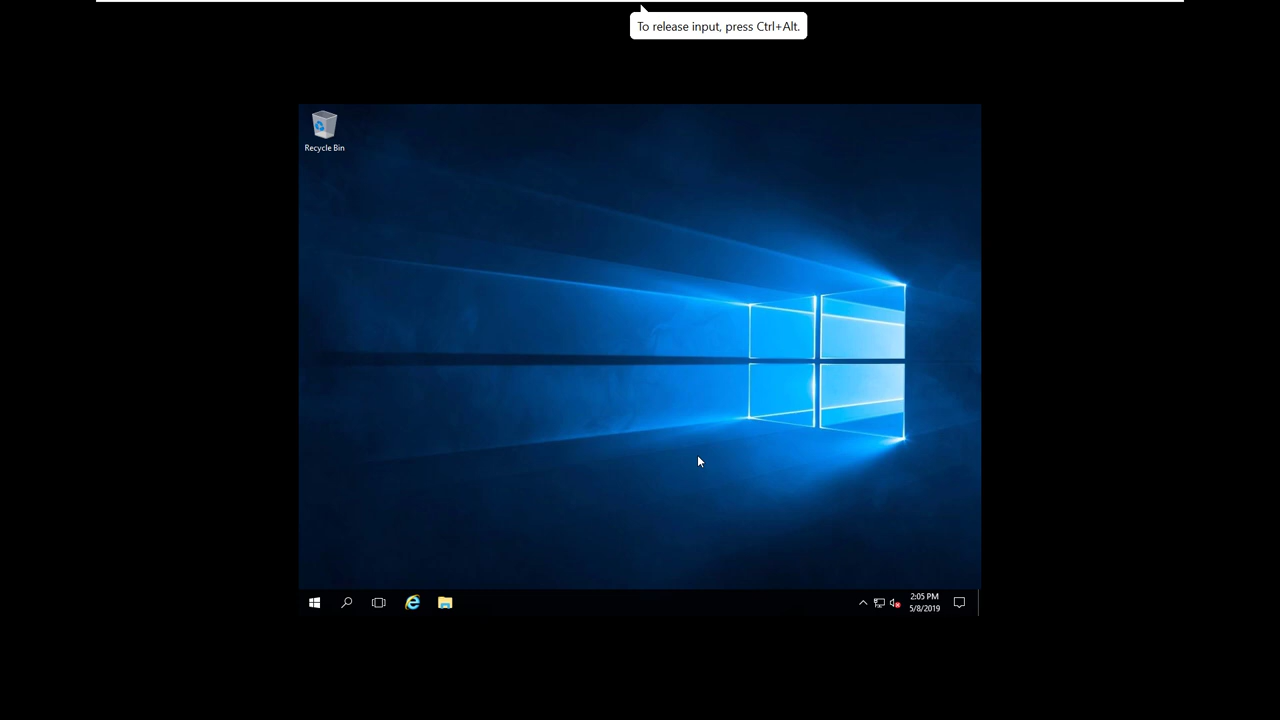 To release input, press Ctrl+Alt.
Recycle Bin
2:05 PM
5/8/2019